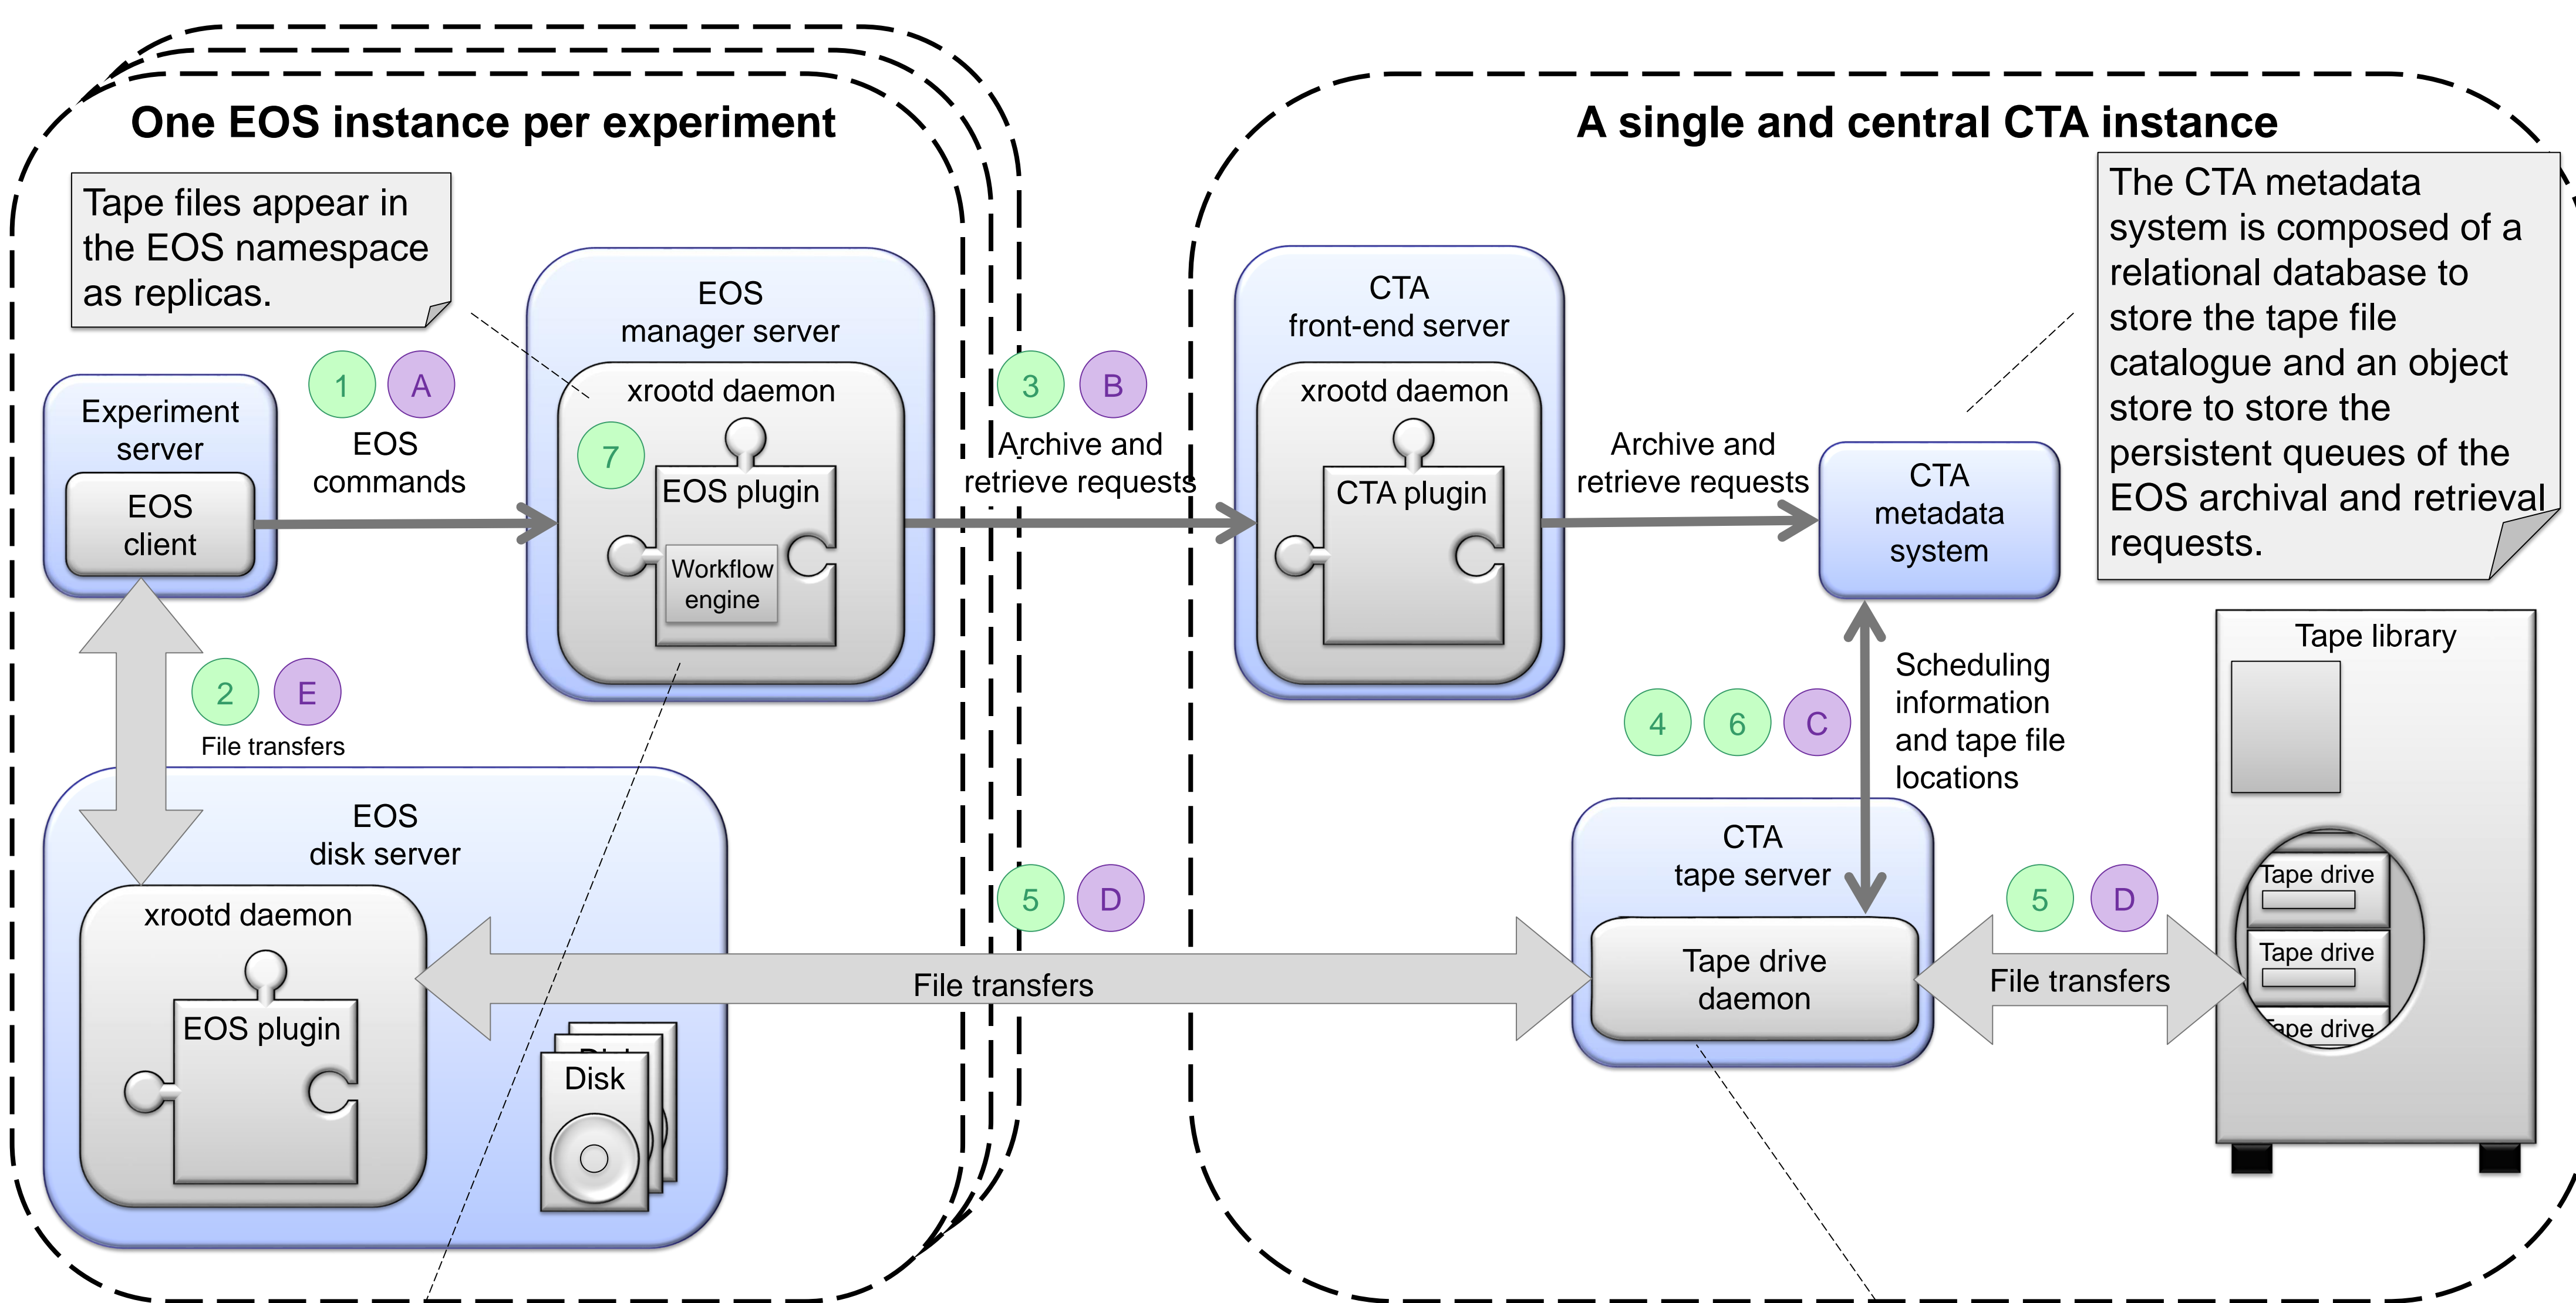 One EOS instance per experiment
A single and central CTA instance
Tape files appear in
the EOS namespace
as replicas.
The CTA metadata
system is composed of a
relational database to
store the tape file
catalogue and an object
store to store the
persistent queues of the
EOS archival and retrieval
requests.
Experiment
server
EOS
client
1
A
EOS
commands
EOS
manager server
xrootd daemon
7
EOS plugin
Workflow
engine
3
B
Archive and
retrieve requests
CTA
front-end server
xrootd daemon
CTA plugin
Archive and
retrieve requests
CTA
metadata
system
2
E
File transfers
4
6
C
Scheduling
information
and tape file
locations
Tape library
Tape drive
Tape drive
Tape drive
EOS
disk server
xrootd daemon
EOS plugin
Disk
Disk
5
D
File transfers
CTA
tape server
Tape drive
daemon
5
D
File transfers